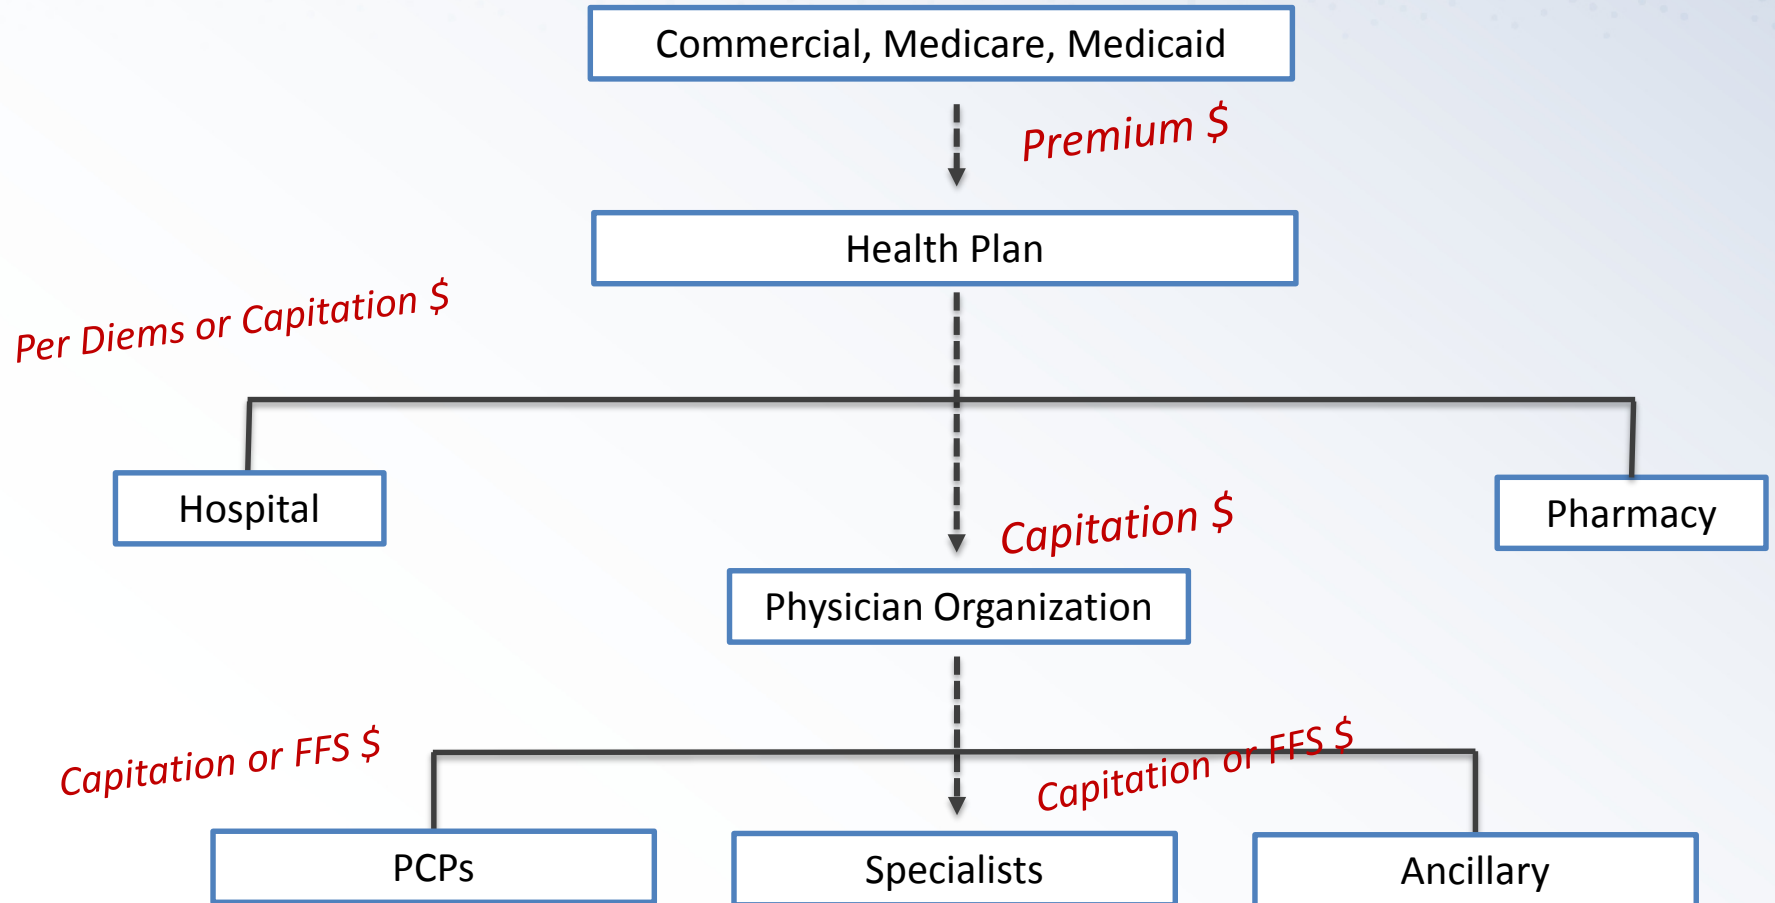 Commercial, Medicare, Medicaid
Premium $
Health Plan
Per Diems or Capitation $
Hospital
Pharmacy
Capitation $
Physician Organization
Capitation or FFS $
Capitation or FFS $
PCPs
Specialists
Ancillary